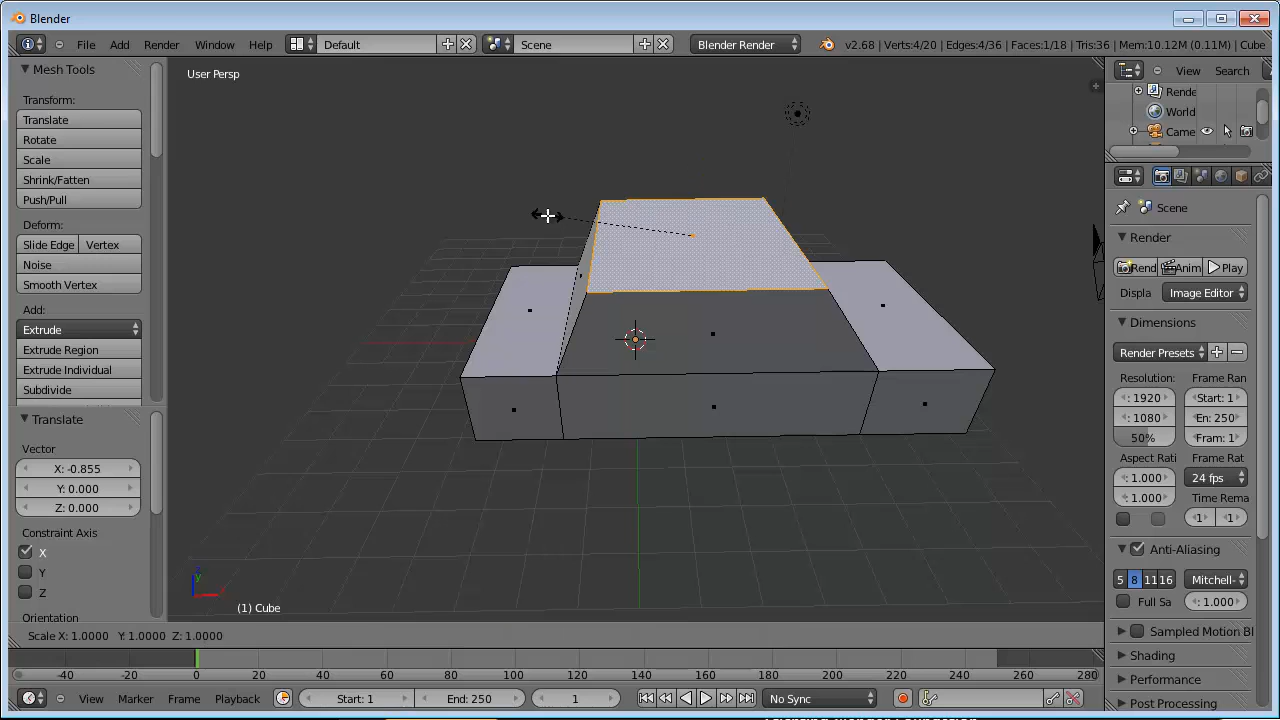 Blender
File Add Render Window Help Default Scene Blender Render v2.68 | Verts:4/20 | Edges:4/36 | Faces:1/18 | Tris:36 | Mem:10.12M (0.11M) | Cube
Mesh Tools
Transform:
Translate
Rotate
Scale
Shrink/Fatten
Push/Pull
Deform:
Slide Edge Vertex
Noise
Smooth Vertex
Add:
Extrude
Extrude Region
Extrude Individual
Subdivide
Translate
Vector
X: -0.855
Y: 0.000
Z: 0.000
Constraint Axis
X
Y
Z
Orientation
User Persp
(1) Cube
Scale X: 1.0000 Y: 1.0000 Z: 1.0000
View Search
Rende
World
Came
Scene
Render
Rend Anim Play
Displa Image Editor
Dimensions
Render Presets
Resolution: Frame Ran
: 1920 Start: 1
: 1080 En: 250
50% Fram: 1
Aspect Rati Frame Rat
: 1.000 24 fps
: 1.000 Time Rema
1 1
Anti-Aliasing
5 8 11 16 Mitchell-
Full Sa : 1.000
Sampled Motion Bl
Shading
Performance
Post Processing
-40 -20 0 20 40 60 80 100 120 140 160 180 200 220 240 260 280
View Marker Frame Playback Start: 1 End: 250 1 No Sync